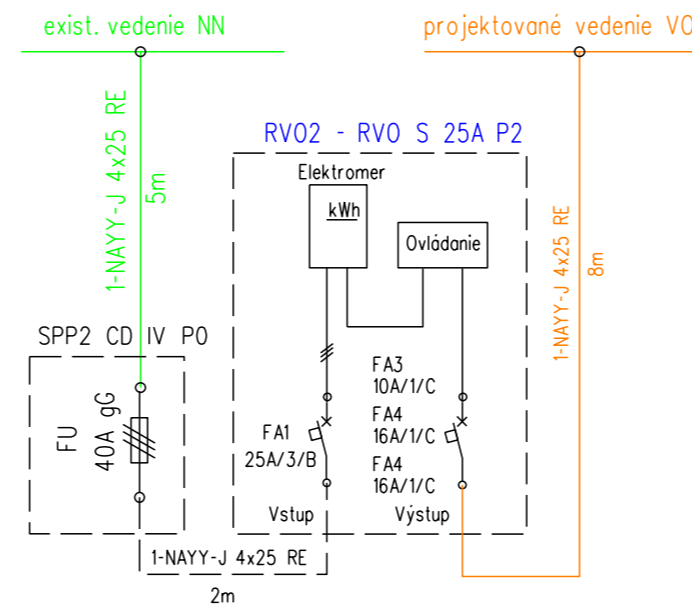 exist. vedenie NN
projektované vedenie VO
1-NAYY-J 4x25 RE
5m
RVO2 - RVO S 25A P2
Elektromer
kWh
Ovládanie
1-NAYY-J 4x25 RE
8m
SPP2 CD IV P0
FU
40A gG
FA1
25A/3/B
FA3
10A/1/C
FA4
16A/1/C
FA4
16A/1/C
Vstup
Výstup
1-NAYY-J 4x25 RE
2m